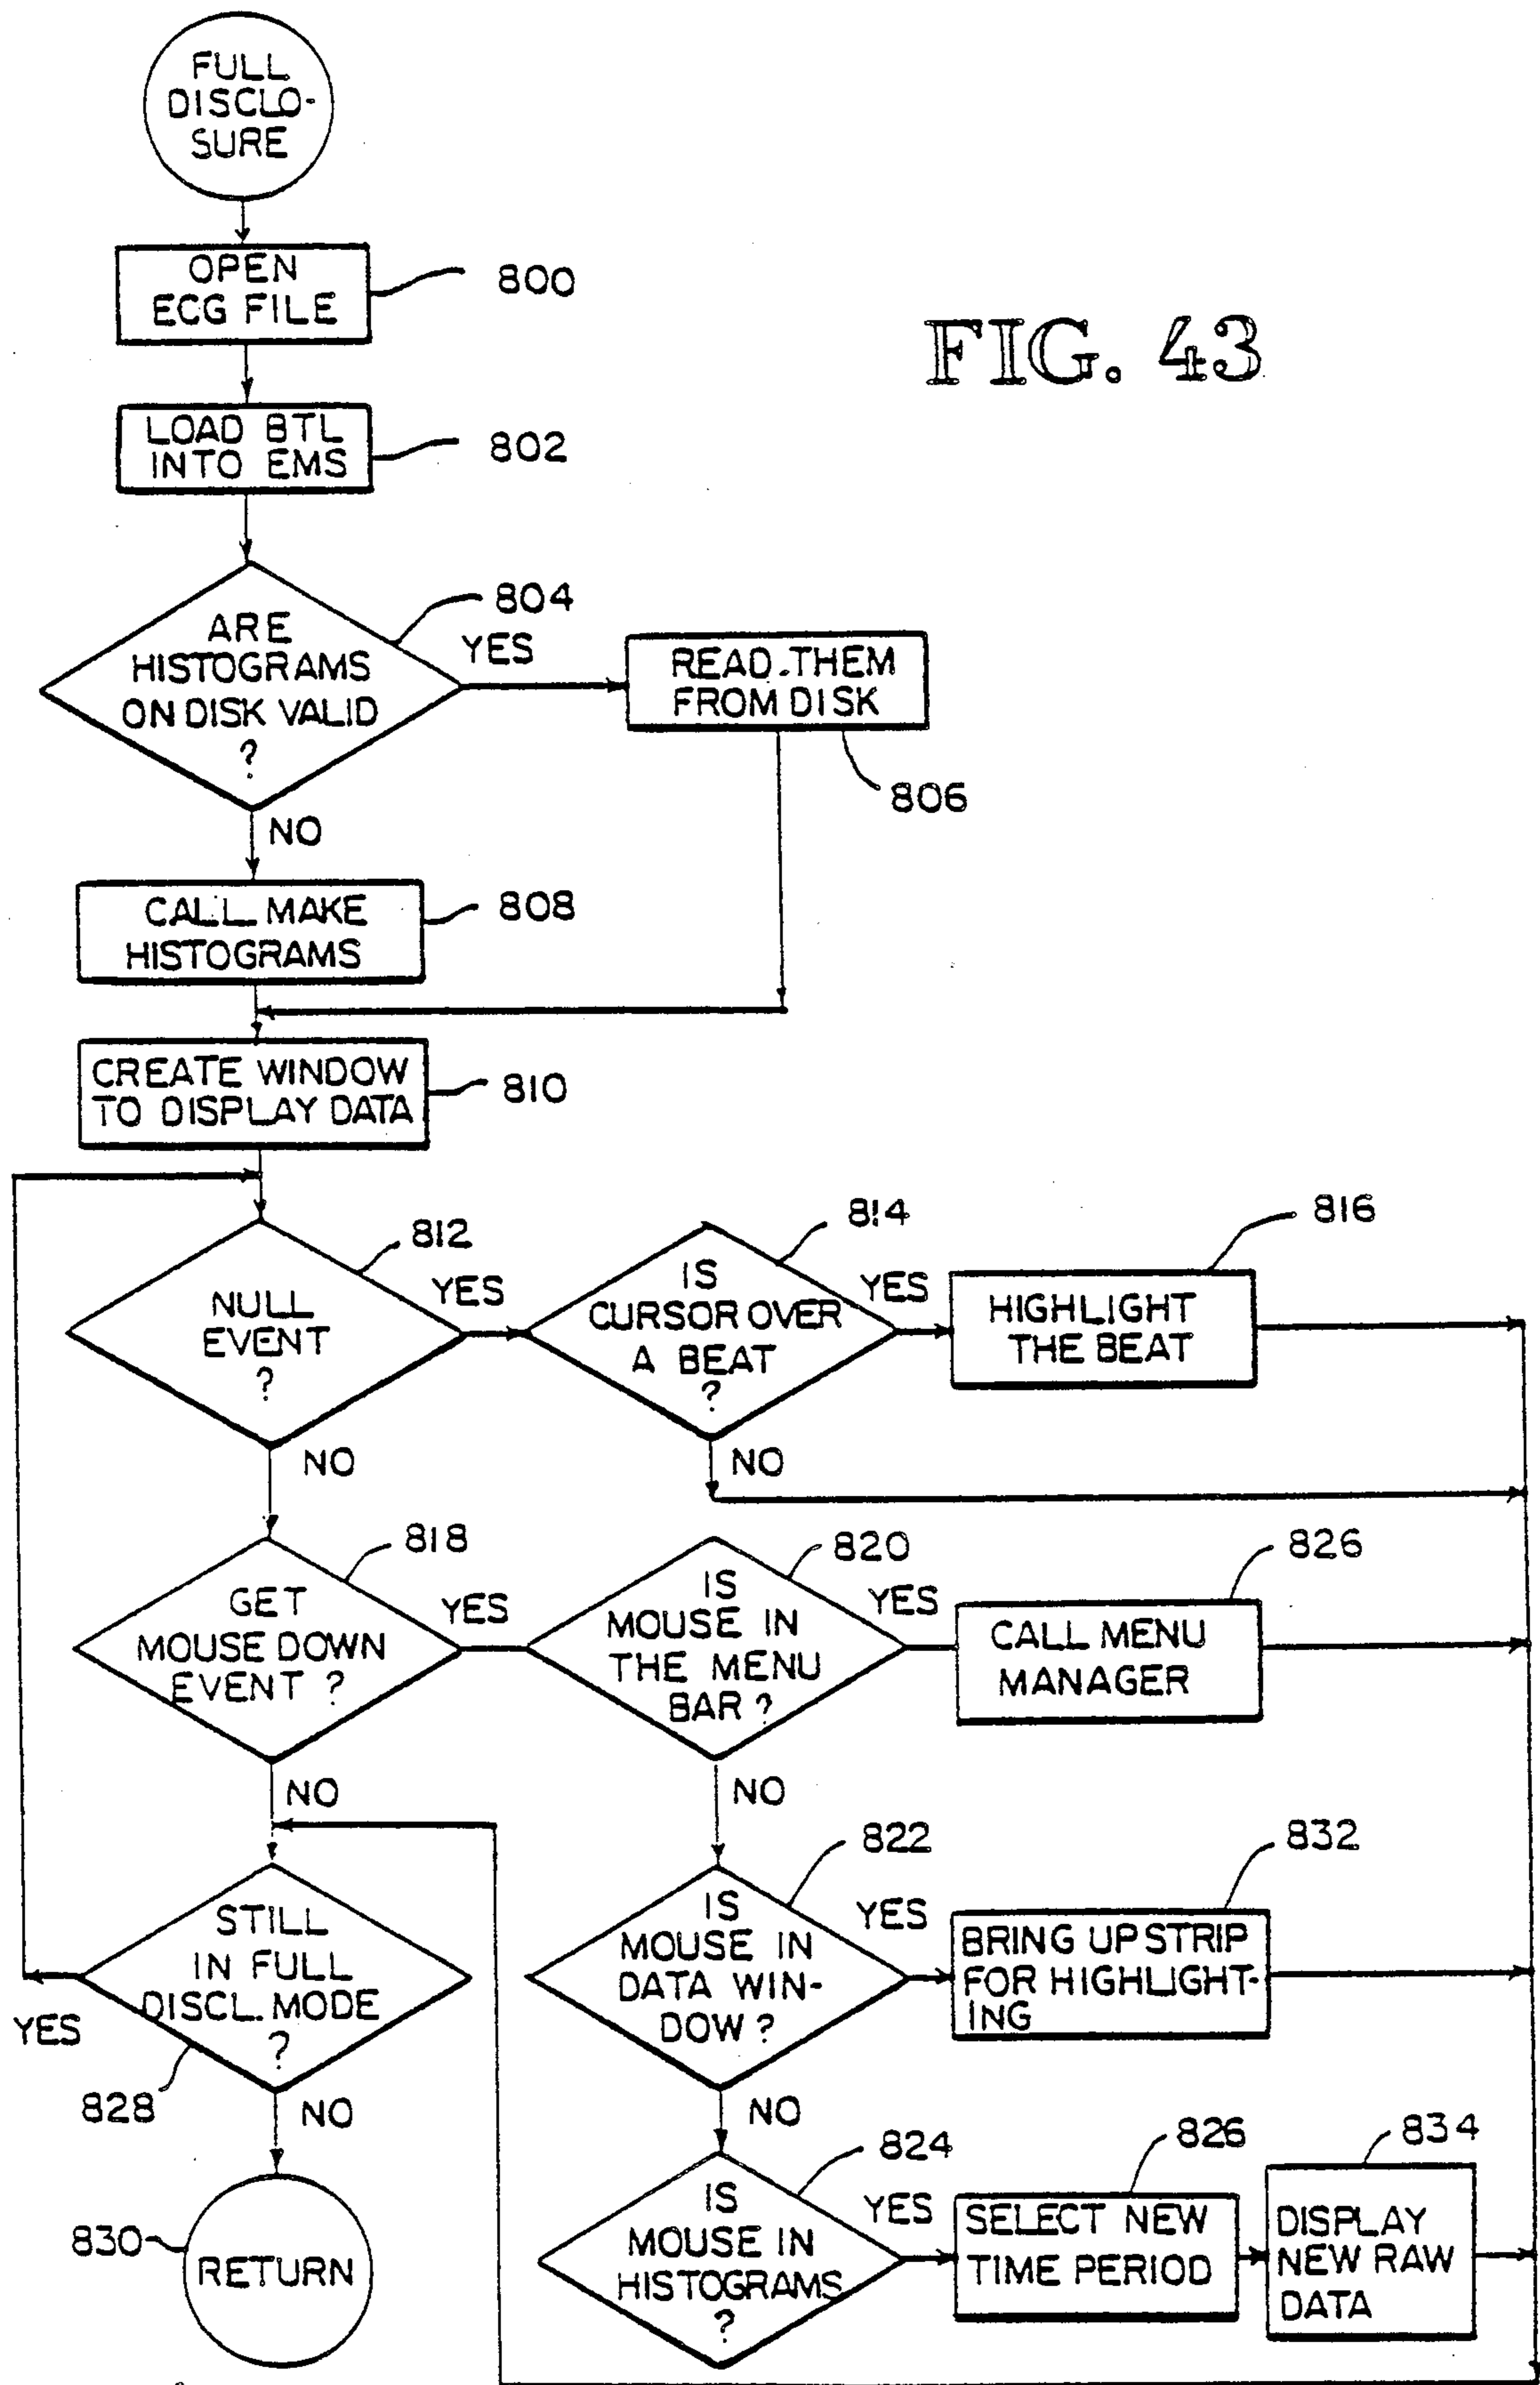 FULL
DISCLO-
SURE
OPEN
ECG FILE
800
FIG. 43
LOAD BTL
INTO EMS
802
ARE
HISTOGRAMS
ON DISK VALID
?
804
YES
READ THEM
FROM DISK
806
NO
CALL MAKE
HISTOGRAMS
808
CREATE WINDOW
TO DISPLAY DATA
810
NULL
EVENT
?
812
YES
IS
CURSOR OVER
A BEAT
?
814
YES
HIGHLIGHT
THE BEAT
816
NO
NO
GET
MOUSE DOWN
EVENT ?
818
YES
IS
MOUSE IN
THE MENU
BAR ?
820
YES
CALL MENU
MANAGER
826
NO
NO
STILL
IN FULL
DISCL. MODE
?
YES
828
NO
IS
MOUSE IN
DATA WIN-
DOW ?
822
YES
BRING UP STRIP
FOR HIGHLIGHT-
ING
832
NO
830
RETURN
IS
MOUSE IN
HISTOGRAMS
?
824
YES
SELECT NEW
TIME PERIOD
826
DISPLAY
NEW RAW
DATA
834